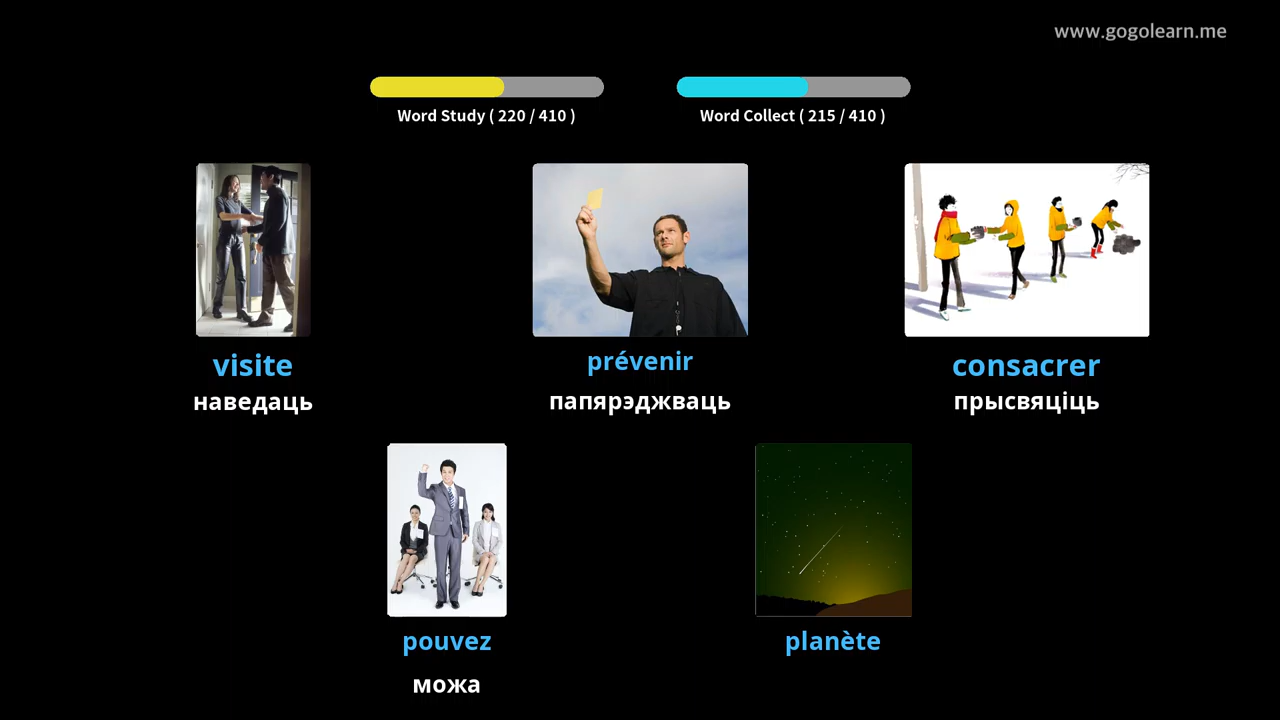 www.gogolearn.me
Word Study ( 220 / 410 )
Word Collect ( 215 / 410 )
visite
наведаць
prévenir
папярэджваць
consacrer
прысвяціць
pouvez
можа
planète